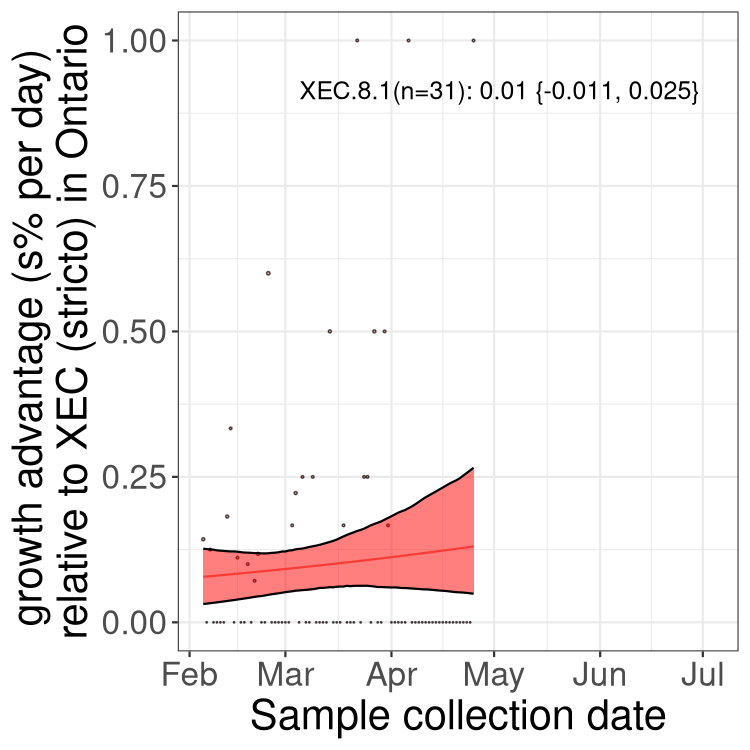 growth advantage (s% per day)
relative to XEC (stricto) in Ontario
1.00
0.75
0.50
0.25
0.00
XEC.8.1(n=31): 0.01 {-0.011, 0.025}
Feb Mar Apr May Jun Jul
Sample collection date